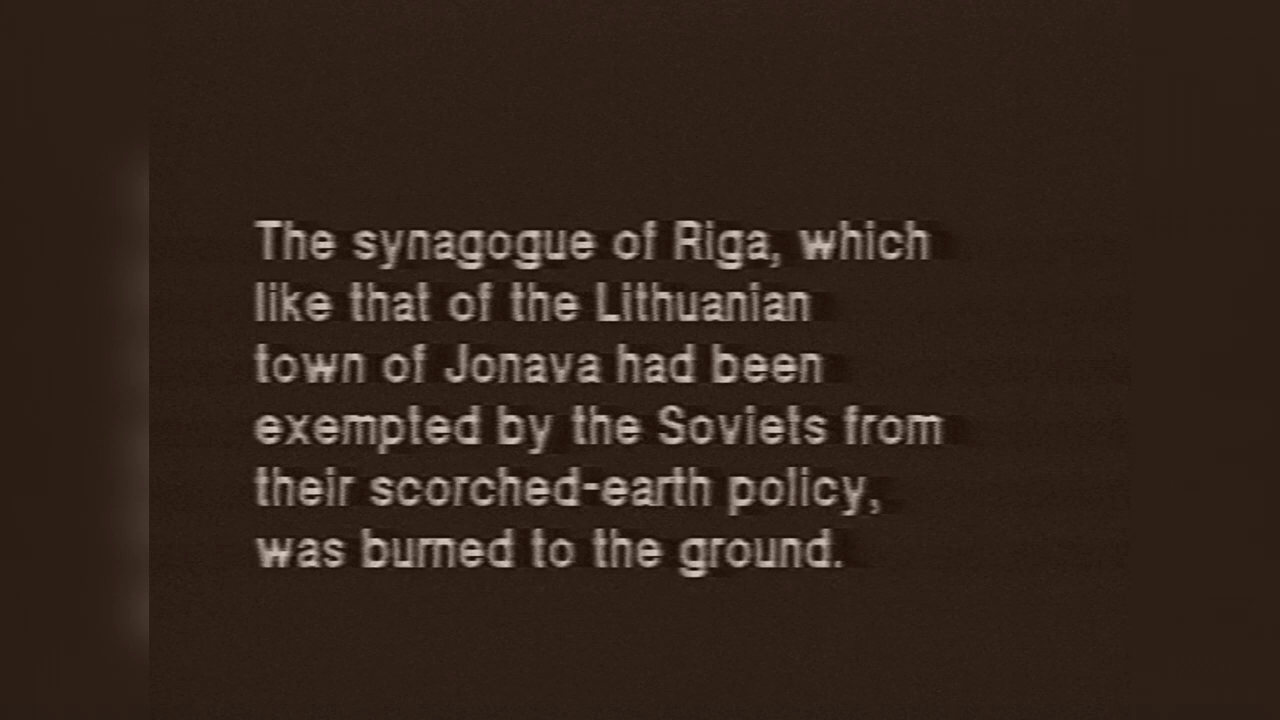 The synagogue of Riga, which
like that of the Lithuanian
town of Jonava had been
exempted by the Soviets from
their scorched-earth policy,
was burned to the ground.